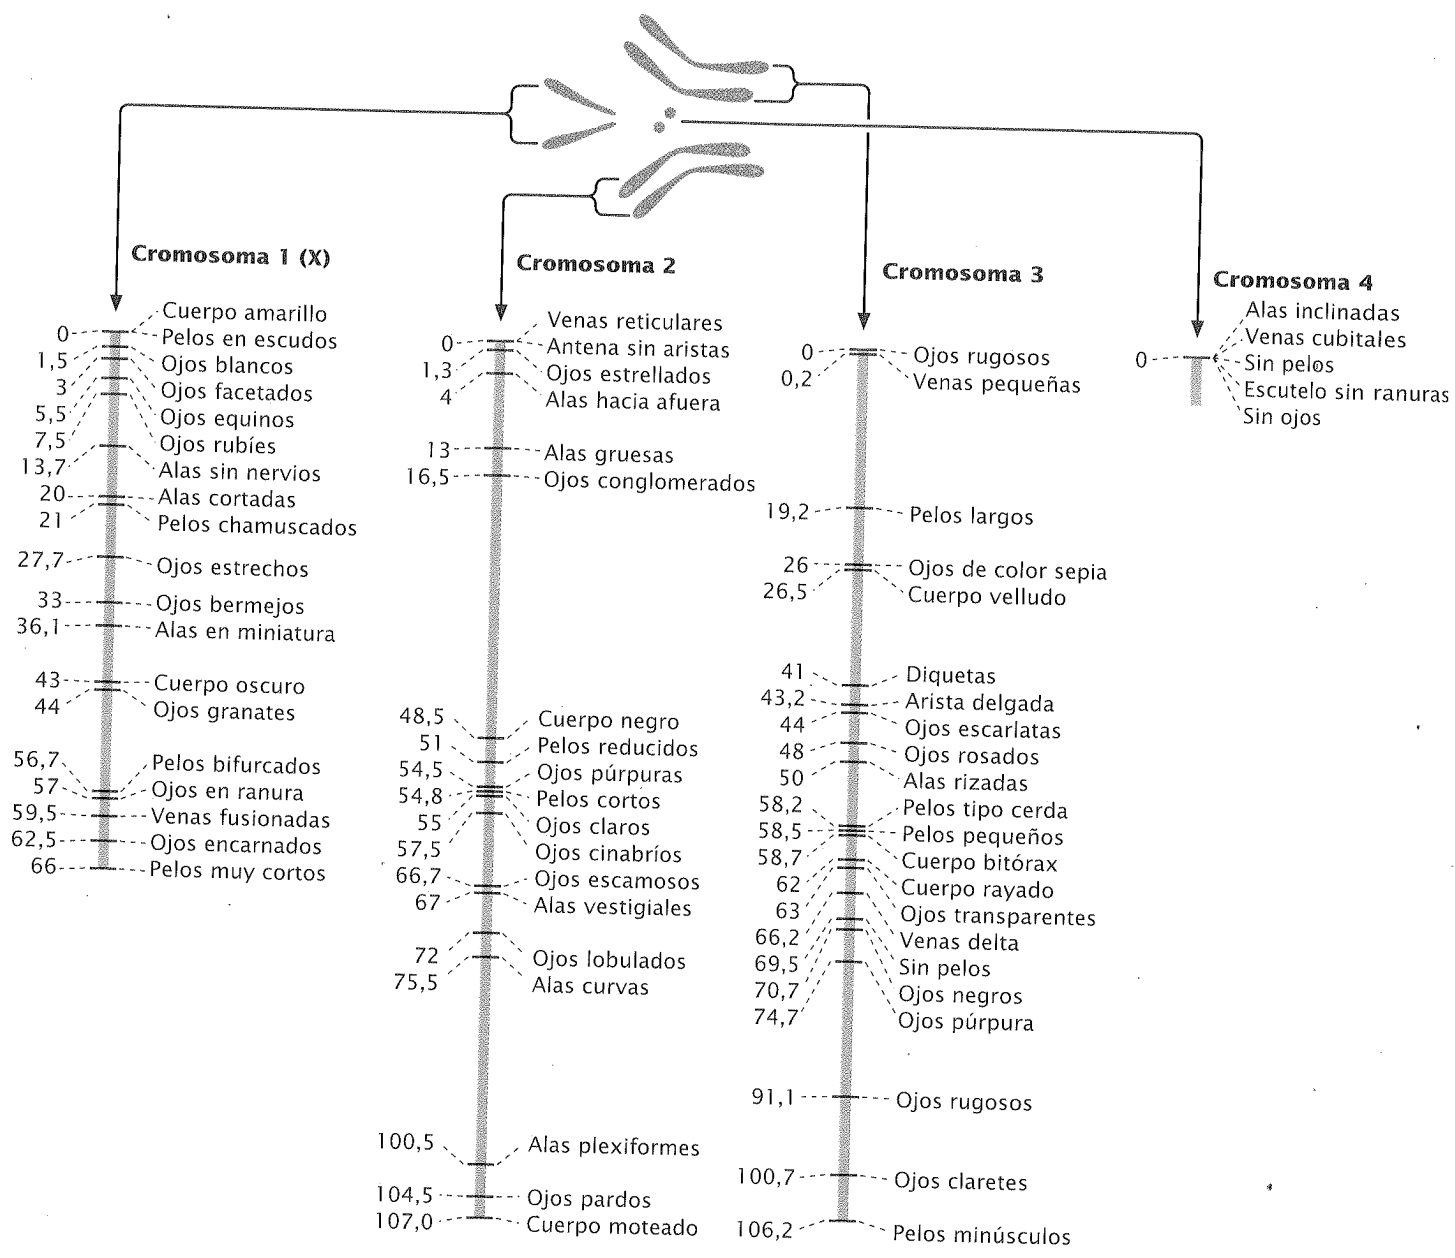 Cromosoma 1 (X)
0 Cuerpo amarillo
Pelos en escudos
1,5 Ojos blancos
3 Ojos facetados
5,5 Ojos equinos
7,5 Ojos rubíes
13,7 Alas sin nervios
20 Alas cortadas
21 Pelos chamuscados
27,7 Ojos estrechos
33 Ojos bermejos
36,1 Alas en miniatura
43 Cuerpo oscuro
44 Ojos granates
56,7 Pelos bifurcados
57 Ojos en ranura
59,5 Venas fusionadas
62,5 Ojos encarnados
66 Pelos muy cortos
Cromosoma 2
Venas reticulares
0 Antena sin aristas
1,3 Ojos estrellados
4 Alas hacia afuera
13 Alas gruesas
16,5 Ojos conglomerados
48,5 Cuerpo negro
51 Pelos reducidos
54,5 Ojos púrpuras
54,8 Pelos cortos
55 Ojos claros
57,5 Ojos cinabríos
66,7 Ojos escamosos
67 Alas vestigiales
72 Ojos lobulados
75,5 Alas curvas
100,5 Alas plexiformes
104,5 Ojos pardos
107,0 Cuerpo moteado
Cromosoma 3
0 Ojos rugosos
0,2 Venas pequeñas
19,2 Pelos largos
26 Ojos de color sepia
26,5 Cuerpo velludo
41 Diquetas
43,2 Arista delgada
44 Ojos escarlatas
48 Ojos rosados
50 Alas rizadas
58,2 Pelos tipo cerda
58,5 Pelos pequeños
58,7 Cuerpo bitórax
62 Cuerpo rayado
63 Ojos transparentes
66,2 Venas delta
69,5 Sin pelos
70,7 Ojos negros
74,7 Ojos púrpura
91,1 Ojos rugosos
100,7 Ojos claretes
106,2 Pelos minúsculos
Cromosoma 4
Alas inclinadas
Venas cubitales
0 Sin pelos
Escutelo sin ranuras
Sin ojos